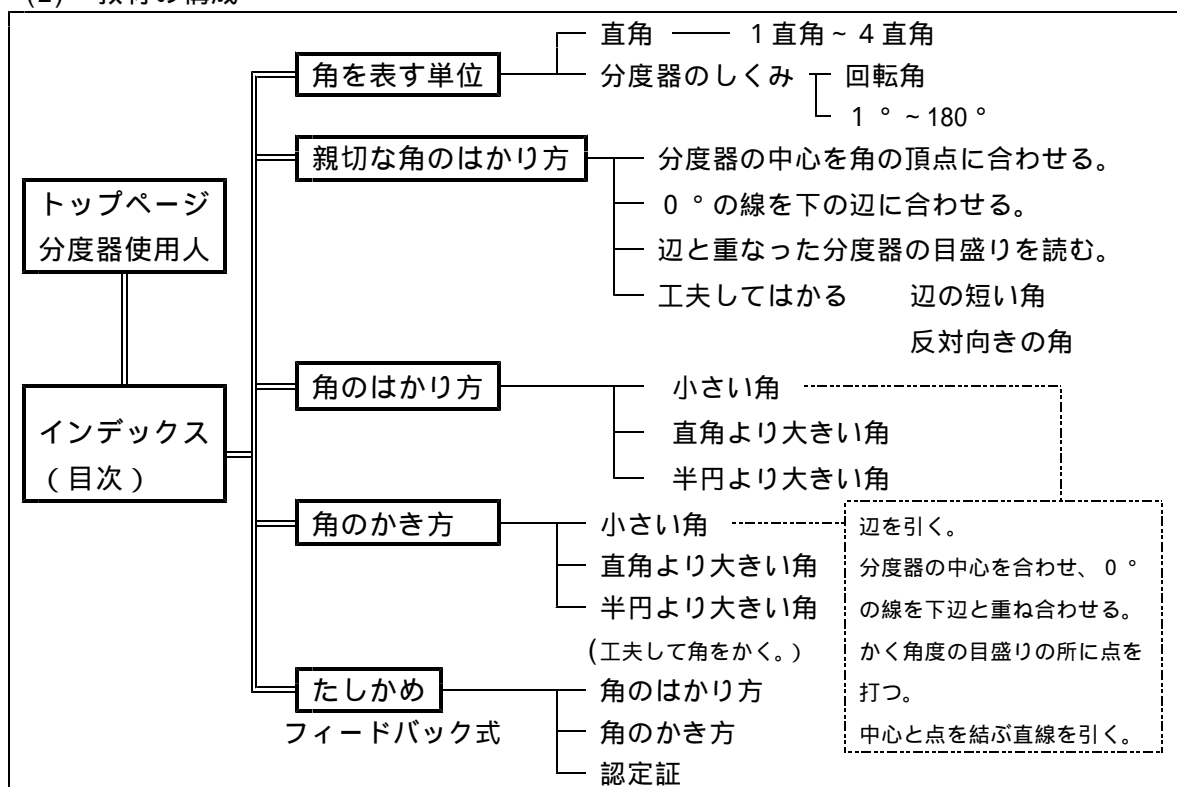 トップページ
分度器使用人
インデックス
(目次)
角を表す単位
直角 1直角~4直角
分度器のしくみ 回転角
1°~180°
親切な角のはかり方
分度器の中心を角の頂点に合わせる。
0°の線を下の辺に合わせる。
辺と重なった分度器の目盛りを読む。
工夫してはかる 辺の短い角
反対向きの角
角のはかり方
小さい角
直角より大きい角
半円より大きい角
角のかき方
小さい角
直角より大きい角
半円より大きい角
(工夫して角をかく。)
辺を引く。
分度器の中心を合わせ、0°
の線を下辺と重ね合わせる。
かく角度の目盛りの所に点を
打つ。
中心と点を結ぶ直線を引く。
たしかめ
フィードバック式
角のはかり方
角のかき方
認定証